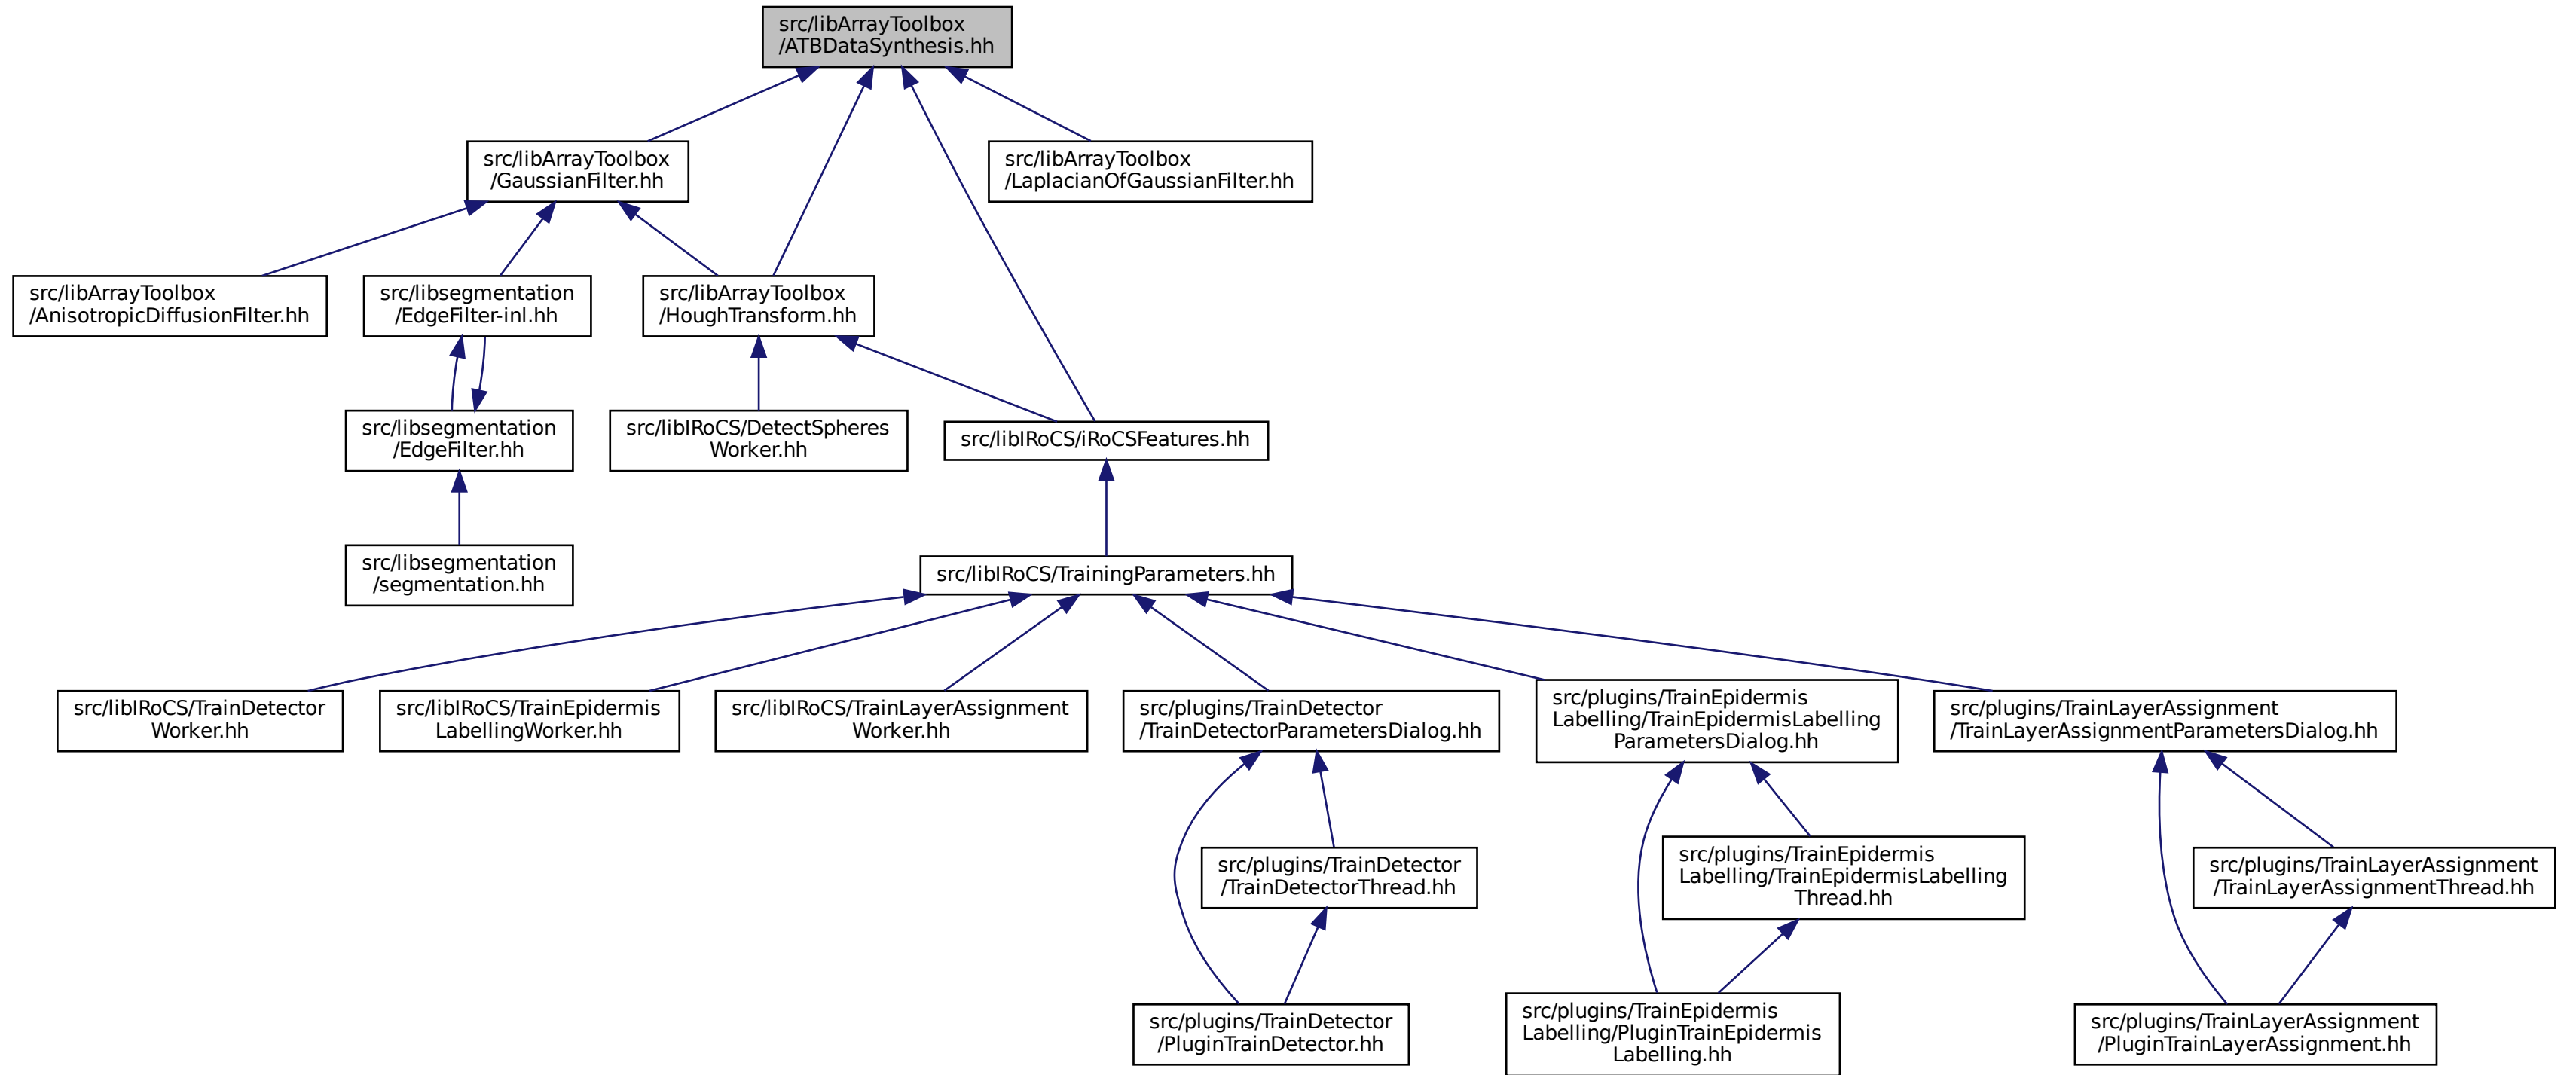 src/libArrayToolbox
/ATBDataSynthesis.hh
src/libArrayToolbox
/GaussianFilter.hh
src/libArrayToolbox
/LaplacianOfGaussianFilter.hh
src/libArrayToolbox
/AnisotropicDiffusionFilter.hh
src/libsegmentation
/EdgeFilter-inl.hh
src/libArrayToolbox
/HoughTransform.hh
src/libsegmentation
/EdgeFilter.hh
src/libIRoCS/DetectSpheres
Worker.hh
src/libIRoCS/iRoCSFeatures.hh
src/libsegmentation
/segmentation.hh
src/libIRoCS/TrainingParameters.hh
src/libIRoCS/TrainDetector
Worker.hh
src/libIRoCS/TrainEpidermis
LabellingWorker.hh
src/libIRoCS/TrainLayerAssignment
Worker.hh
src/plugins/TrainDetector
/TrainDetectorParametersDialog.hh
src/plugins/TrainEpidermis
Labelling/TrainEpidermisLabelling
ParametersDialog.hh
src/plugins/TrainLayerAssignment
/TrainLayerAssignmentParametersDialog.hh
src/plugins/TrainDetector
/TrainDetectorThread.hh
src/plugins/TrainEpidermis
Labelling/TrainEpidermisLabelling
Thread.hh
src/plugins/TrainLayerAssignment
/TrainLayerAssignmentThread.hh
src/plugins/TrainDetector
/PluginTrainDetector.hh
src/plugins/TrainEpidermis
Labelling/PluginTrainEpidermis
Labelling.hh
src/plugins/TrainLayerAssignment
/PluginTrainLayerAssignment.hh